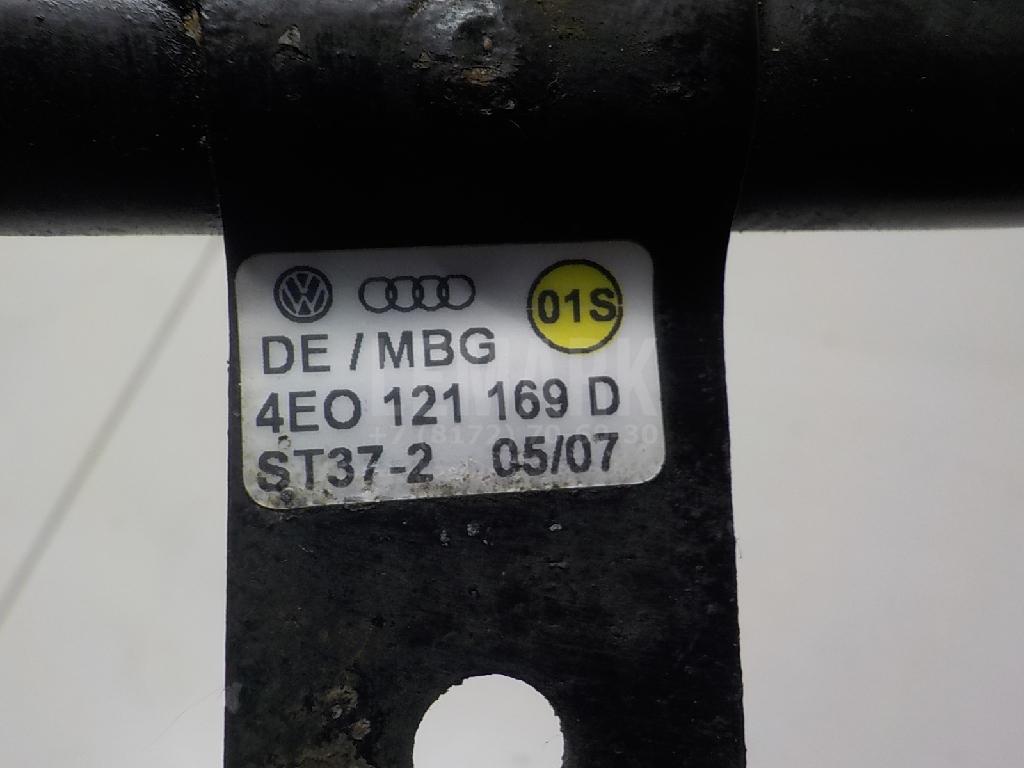 01S
DE / MBG
4EO 121 169 D
ST37-2 05/07